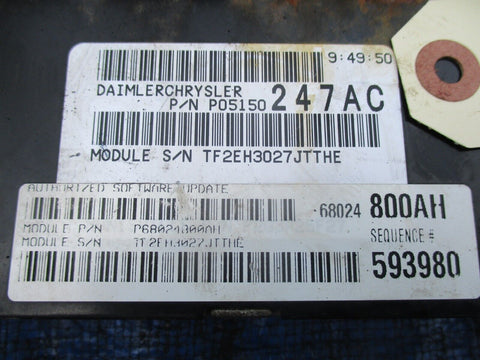 9:49:50
DAIMLERCHRYSLER
P/N P05150 247AC
MODULE S/N TF2EH3027JTTHE
AUTHORIZED SOFTWARE UPDATE
68024 800AH
MODULE P/N P68024800AH
MODULE S/N TF2EH3027JTTHE
SEQUENCE #
593980